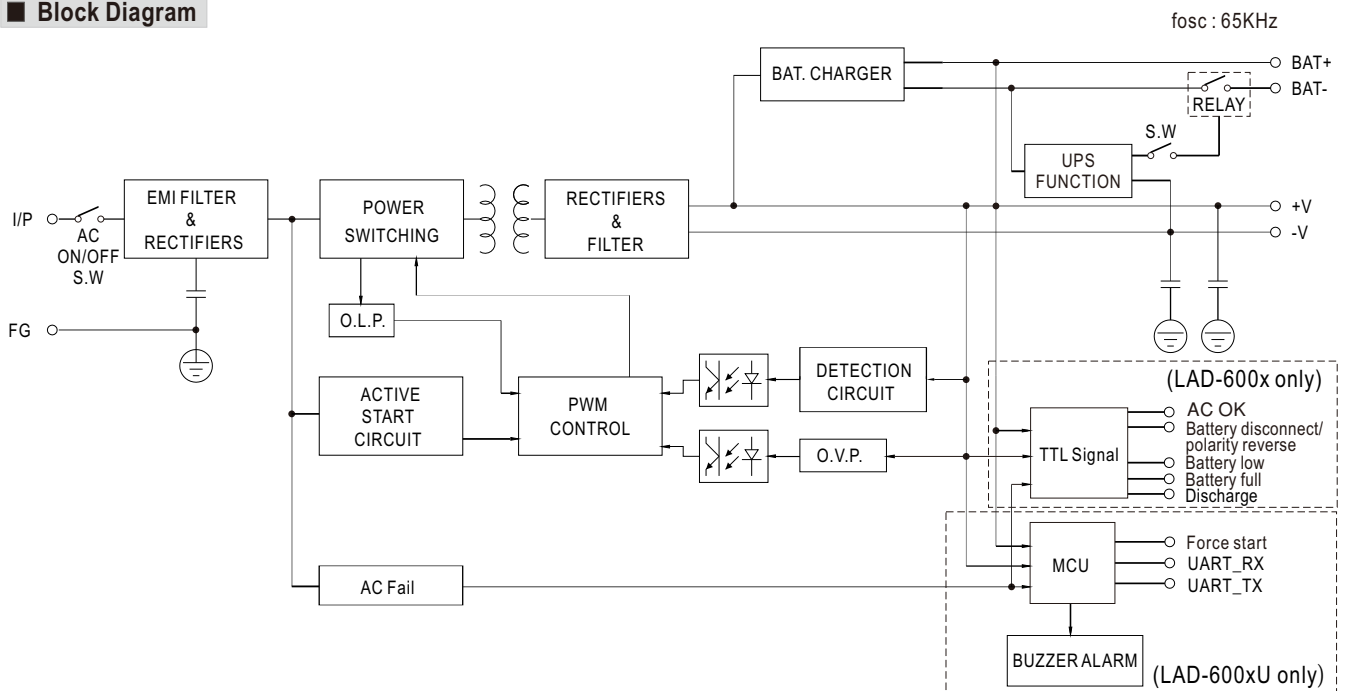 ■ Block Diagram
fosc : 65KHz
BAT. CHARGER
BAT+
BAT-
RELAY
S.W
UPS
FUNCTION
I/P
AC
ON/OFF
S.W
EMI FILTER
&
RECTIFIERS
POWER
SWITCHING
RECTIFIERS
&
FILTER
+V
-V
FG
O.L.P.
ACTIVE
START
CIRCUIT
PWM
CONTROL
DETECTION
CIRCUIT
O.V.P.
(LAD-600x only)
TTL Signal
AC OK
Battery disconnect/
polarity reverse
Battery low
Battery full
Discharge
AC Fail
MCU
Force start
UART_RX
UART_TX
BUZZER ALARM
(LAD-600xU only)